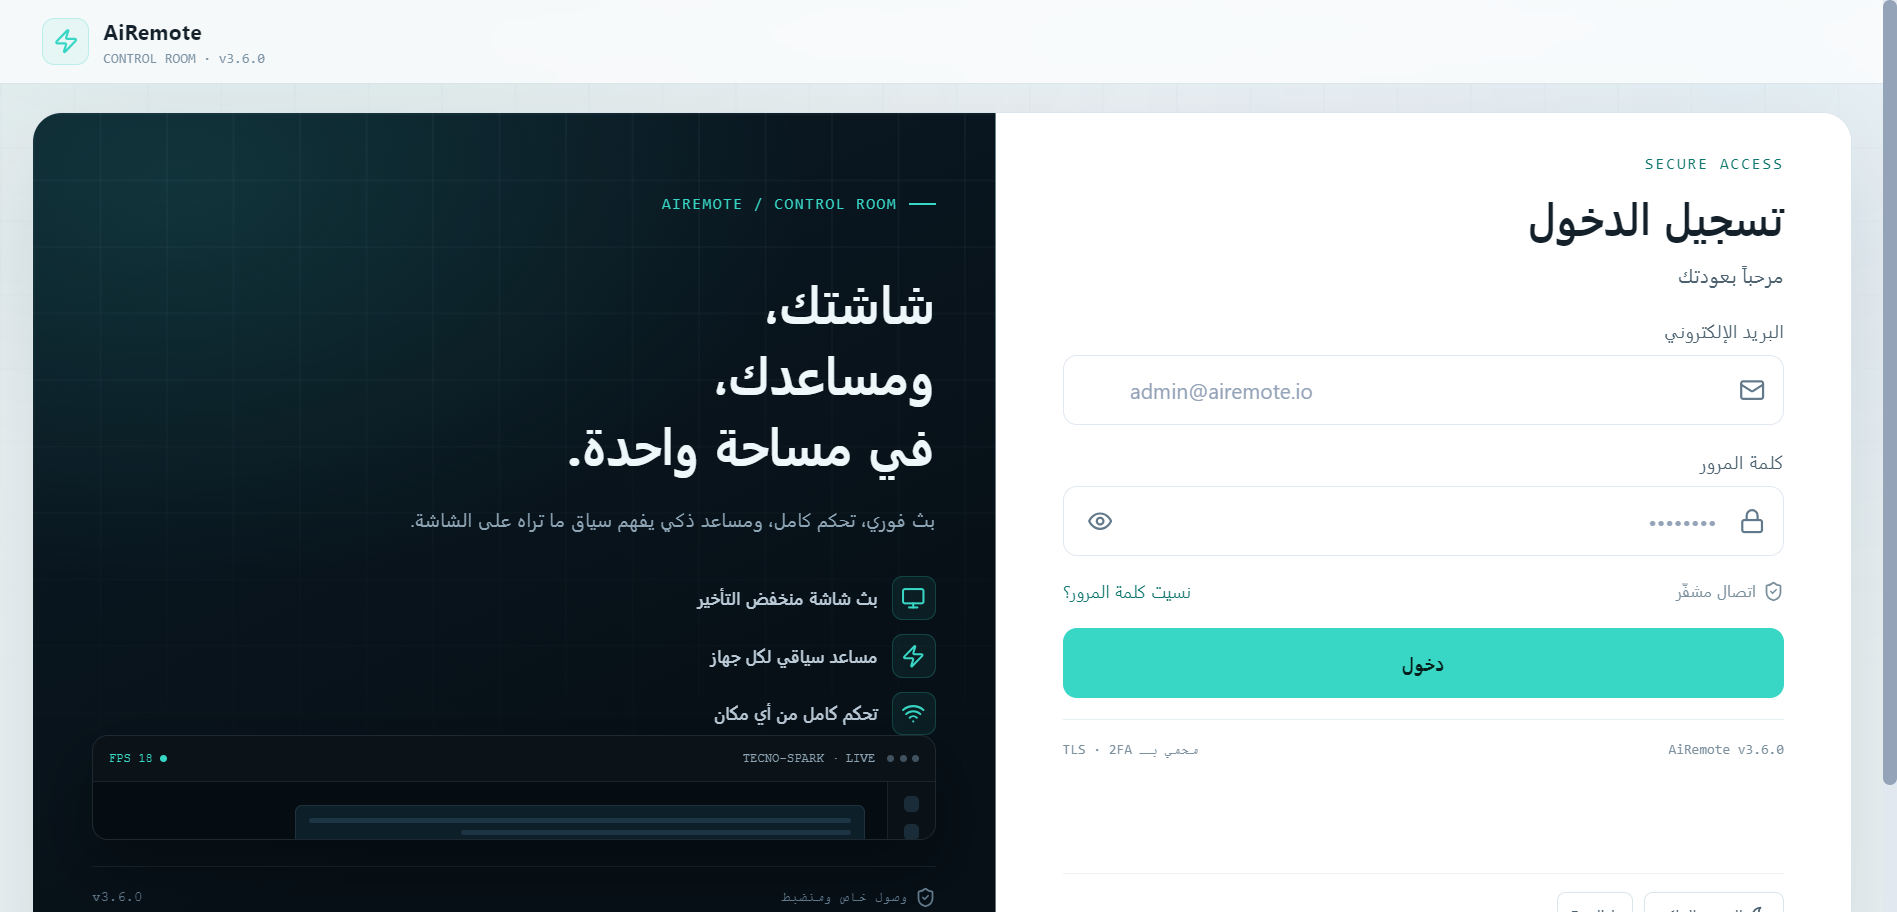 AiRemote
CONTROL ROOM · v3.6.0
SECURE ACCESS
تسجيل الدخول
مرحباً بعودتك
البريد الإلكتروني
admin@airemote.io
كلمة المرور
••••••••
اتصال مشفّر
نسيت كلمة المرور؟
دخول
AiRemote v3.6.0
محمي بـ TLS · 2FA
AIREMOTE / CONTROL ROOM
شاشتك،
ومساعدك،
في مساحة واحدة.
بث فوري، تحكم كامل، ومساعد ذكي يفهم سياق ما تراه على الشاشة.
بث شاشة منخفض التأخير
مساعد سياقي لكل جهاز
تحكم كامل من أي مكان
TECNO-SPARK · LIVE
FPS 18
وصول خاص ومنضبط
v3.6.0